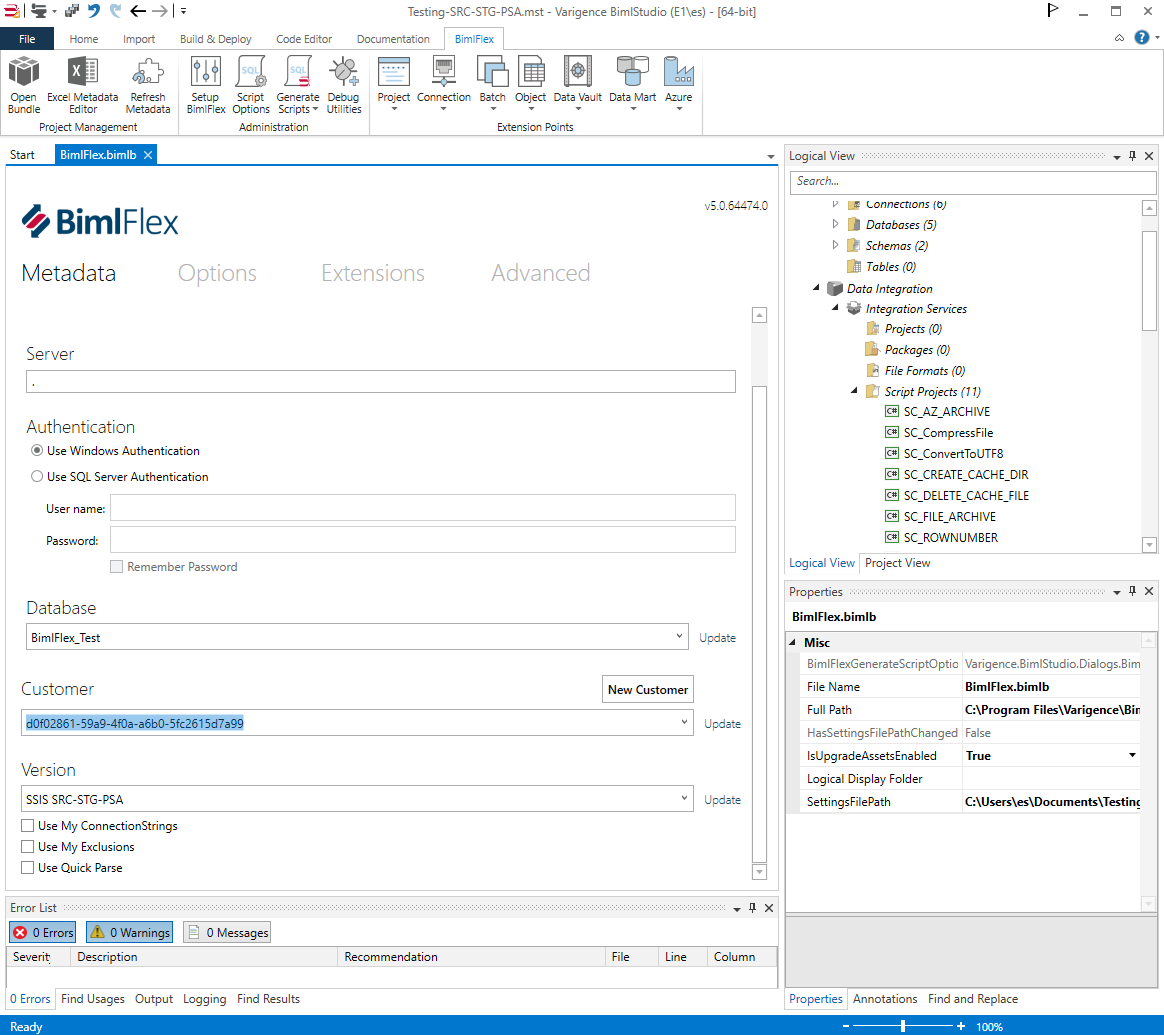 Testing-SRC-STG-PSA.mst - Varigence BimlStudio (E1\es) - [64-bit]
File Home Import Build & Deploy Code Editor Documentation BimlFlex
Open Bundle
Excel Metadata Editor
Refresh Metadata
Project Management
Setup BimlFlex
Script Options
Generate Scripts
Debug Utilities
Administration
Project Connection Batch Object Data Vault Data Mart Azure
Extension Points
Start BimlFlex.bimlb
BimlFlex
v5.0.64474.0
Metadata Options Extensions Advanced
Server
.
Authentication
Use Windows Authentication
Use SQL Server Authentication
User name:
Password:
Remember Password
Database
BimlFlex_Test Update
Customer New Customer
d0f02861-59a9-4f0a-a6b0-5fc2615d7a99 Update
Version
SSIS SRC-STG-PSA Update
Use My ConnectionStrings
Use My Exclusions
Use Quick Parse
Error List
0 Errors 0 Warnings 0 Messages
Severity Description Recommendation File Line Column
0 Errors Find Usages Output Logging Find Results
Logical View
Search...
Connections (6)
Databases (5)
Schemas (2)
Tables (0)
Data Integration
Integration Services
Projects (0)
Packages (0)
File Formats (0)
Script Projects (11)
C# SC_AZ_ARCHIVE
C# SC_CompressFile
C# SC_ConvertToUTF8
C# SC_CREATE_CACHE_DIR
C# SC_DELETE_CACHE_FILE
C# SC_FILE_ARCHIVE
C# SC_ROWNUMBER
Logical View Project View
Properties
BimlFlex.bimlb
Misc
BimlFlexGenerateScriptOptio Varigence.BimlStudio.Dialogs.Bim
File Name BimlFlex.bimlb
Full Path C:\Program Files\Varigence\Bim
HasSettingsFilePathChanged False
IsUpgradeAssetsEnabled True
Logical Display Folder
SettingsFilePath C:\Users\es\Documents\Testing
Properties Annotations Find and Replace
Ready 100%